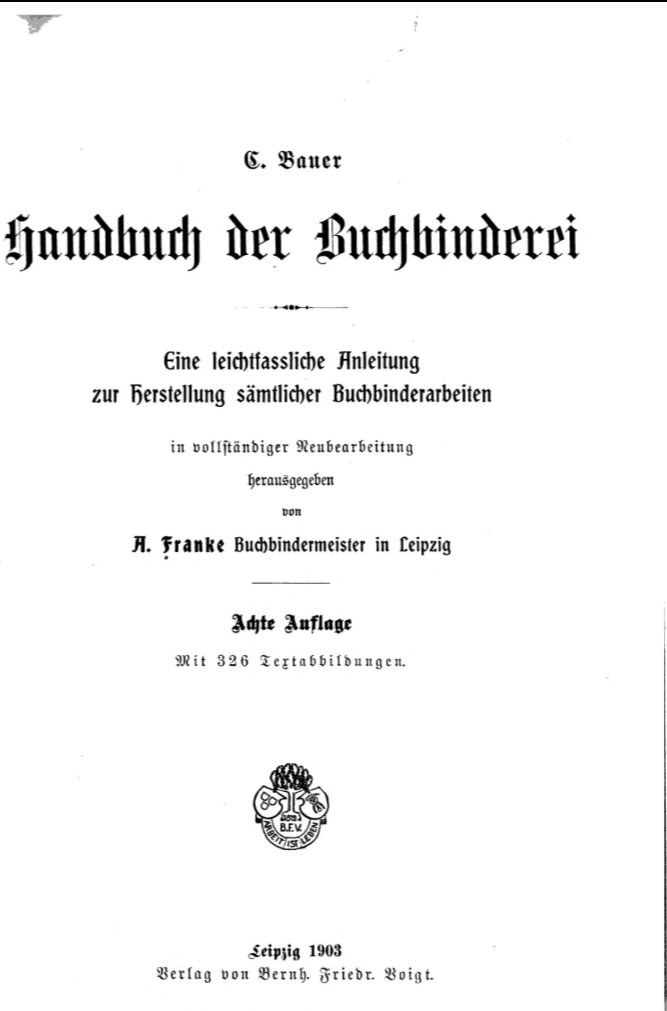 C. Bauer
Handbuch der Buchbinderei
Eine leichtfassliche Anleitung
zur Herstellung sämtlicher Buchbinderarbeiten
in vollſtändiger Neubearbeitung
herausgegeben
von
A. Franke Buchbindermeister in Leipzig
Achte Auflage
Mit 326 Textabbildungen.
B.F.V.
ARBEIT IST LEBEN
Leipzig 1903
Verlag von Bernh. Friedr. Voigt.